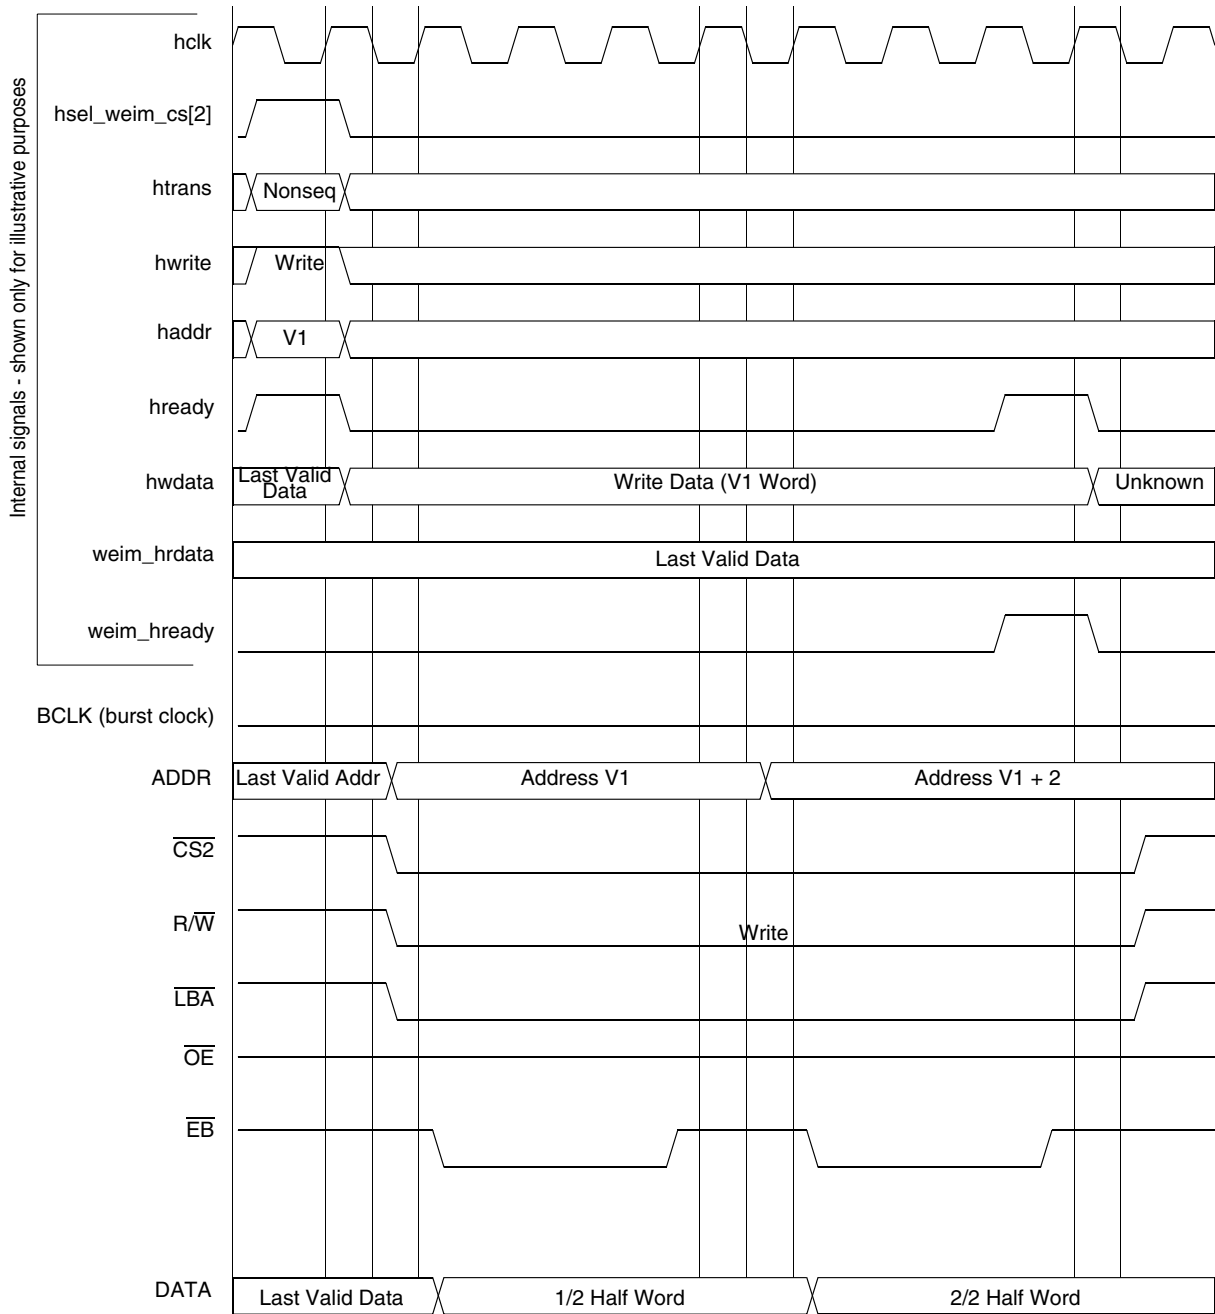 Internal signals - shown only for illustrative purposes
hclk
hsel_weim_cs[2]
htrans
Nonseq
hwrite
Write
haddr
V1
hready
hwdata
Last Valid
Data
Write Data (V1 Word)
Unknown
weim_hrdata
Last Valid Data
weim_hready
BCLK (burst clock)
ADDR
Last Valid Addr
Address V1
Address V1 + 2
CS2
R/W
Write
LBA
OE
EB
DATA
Last Valid Data
1/2 Half Word
2/2 Half Word